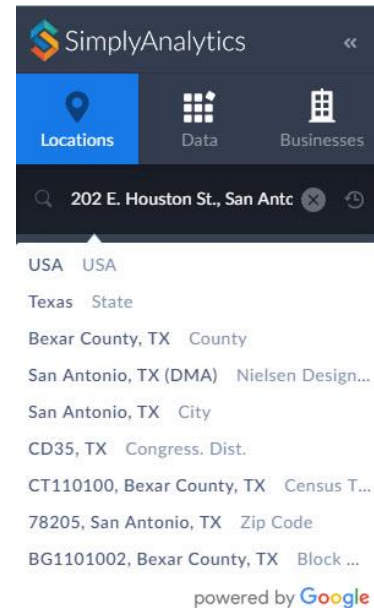 SimplyAnalytics «
Locations Data Businesses
202 E. Houston St., San Antc
USA USA
Texas State
Bexar County, TX County
San Antonio, TX (DMA) Nielsen Design...
San Antonio, TX City
CD35, TX Congress. Dist.
CT110100, Bexar County, TX Census T...
78205, San Antonio, TX Zip Code
BG1101002, Bexar County, TX Block ...
powered by Google